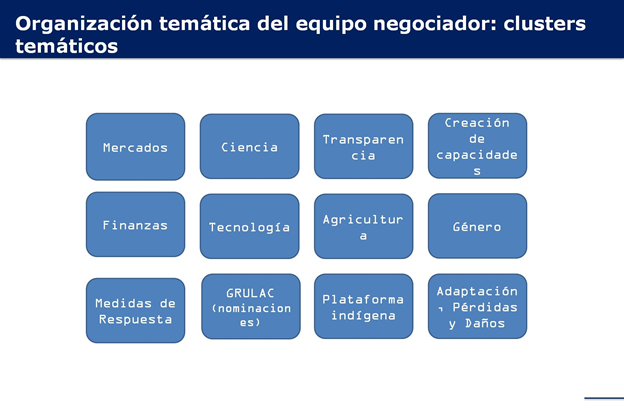 Organización temática del equipo negociador: clusters
temáticos
Mercados
Ciencia
Transparen
cia
Creación
de
capacidade
s
Finanzas
Tecnología
Agricultur
a
Género
Medidas de
Respuesta
GRULAC
(nominacion
es)
Plataforma
indígena
Adaptación
, Pérdidas
y Daños